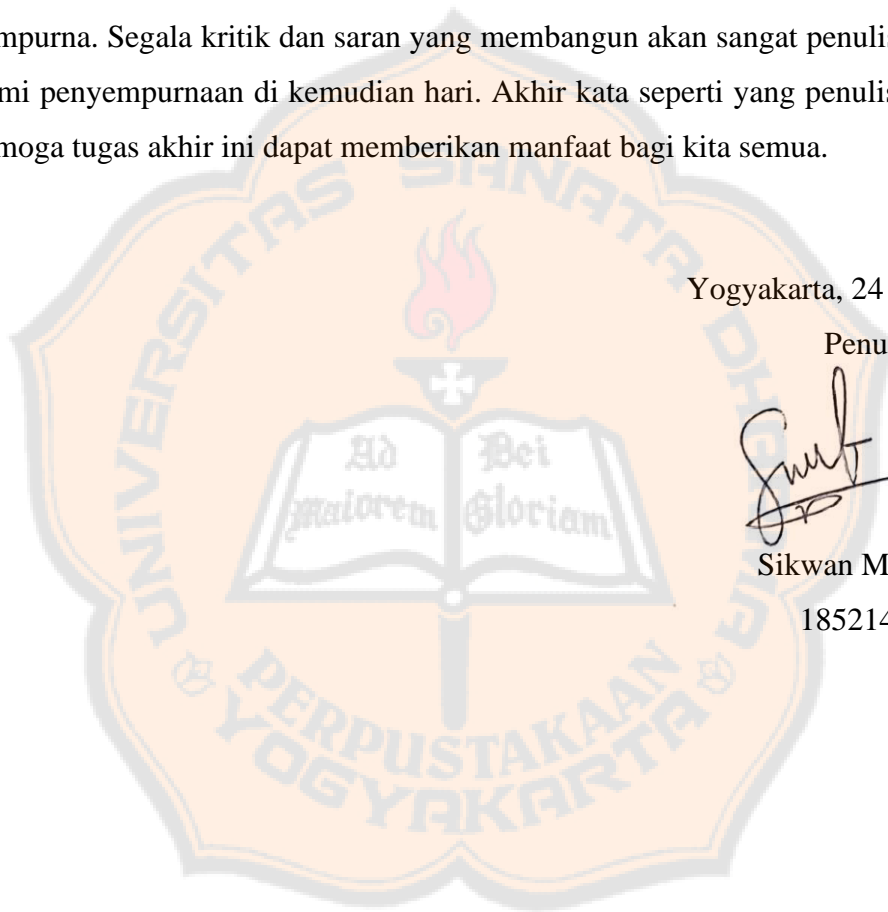 mpurna. Segala kritik dan saran yang membangun akan sangat penulis
mi penyempurnaan di kemudian hari. Akhir kata seperti yang penulis
moga tugas akhir ini dapat memberikan manfaat bagi kita semua.
UNIVERSITAS SANATA DHARMA
Yogyakarta, 24
Penu
Ad Dei
Maiorem Gloriam
Sikwan M
185214
PERPUSTAKAAN
YOGYAKARTA